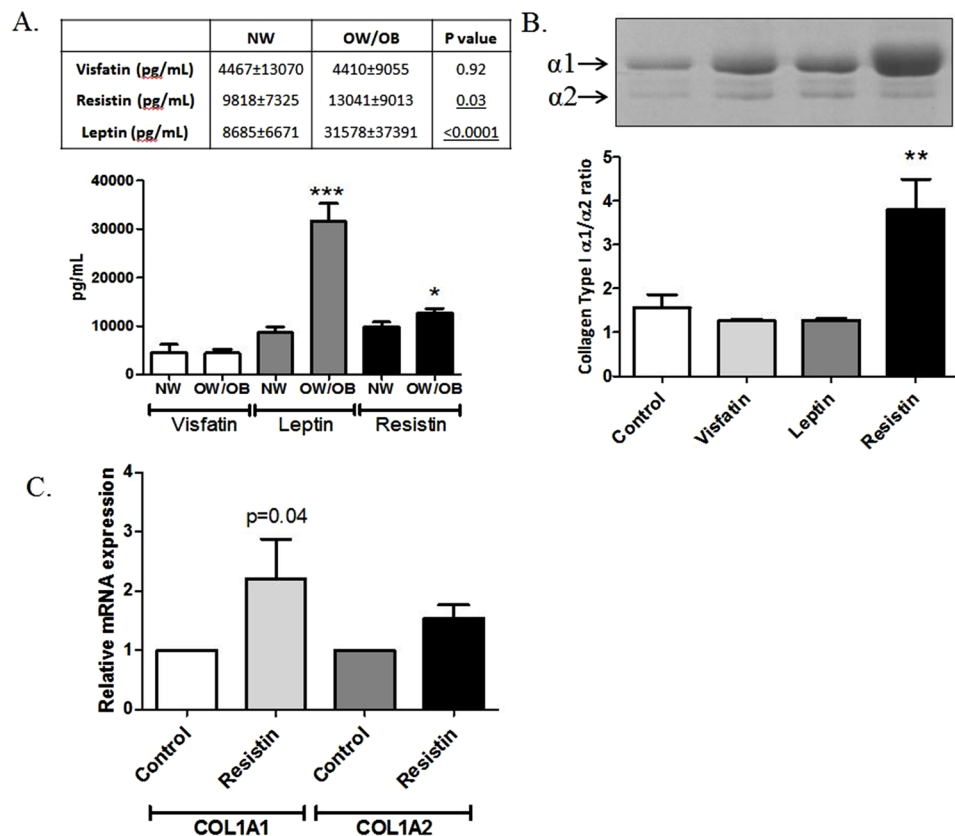 A.
NW OW/OB P value
Visfatin (pg/mL) 4467±13070 4410±9055 0.92
Resistin (pg/mL) 9818±7325 13041±9013 0.03
Leptin (pg/mL) 8685±6671 31578±37391 <0.0001
40000
30000
20000
10000
0
pg/mL
***
*
NW OW/OB NW OW/OB NW OW/OB
Visfatin Leptin Resistin
B.
α1
α2
Collagen Type I α1/α2 ratio
5
4
3
2
1
0
**
Control Visfatin Leptin Resistin
C.
Relative mRNA expression
4
3
2
1
0
p=0.04
Control Resistin Control Resistin
COL1A1 COL1A2